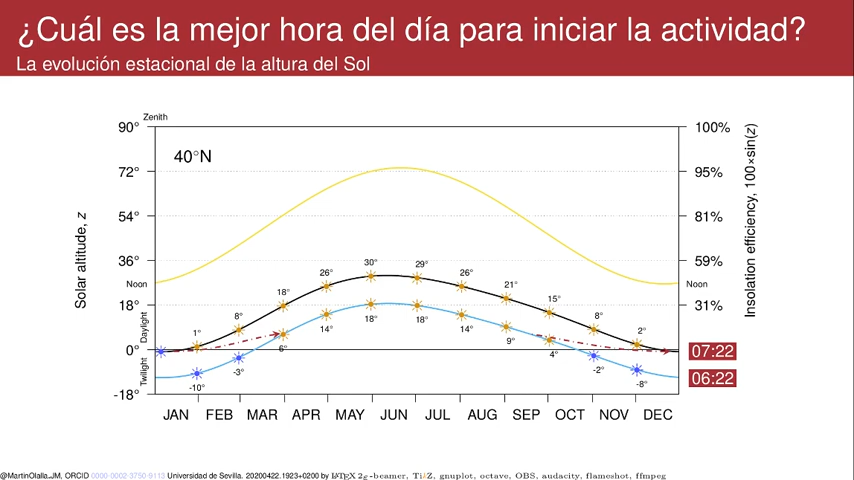 ¿Cuál es la mejor hora del día para iniciar la actividad?
La evolución estacional de la altura del Sol
Zenith
90° 100%
40°N
72° 95%
54° 81%
36° 59%
Noon Noon
18° 31%
0°
-18°
Solar altitude, z
Daylight
Twilight
Insolation efficiency, 100×sin(z)
1° 8° 18° 26° 30° 29° 26° 21° 15° 8° 2°
-10° -3° 6° 14° 18° 18° 14° 9° 4° -2° -8°
07:22
06:22
JAN FEB MAR APR MAY JUN JUL AUG SEP OCT NOV DEC
@MartinOlalla_JM, ORCID 0000-0002-3750-9113 Universidad de Sevilla. 20200422.1923+0200 by LATEX 2ε-beamer, TikZ, gnuplot, octave, OBS, audacity, flameshot, ffmpeg